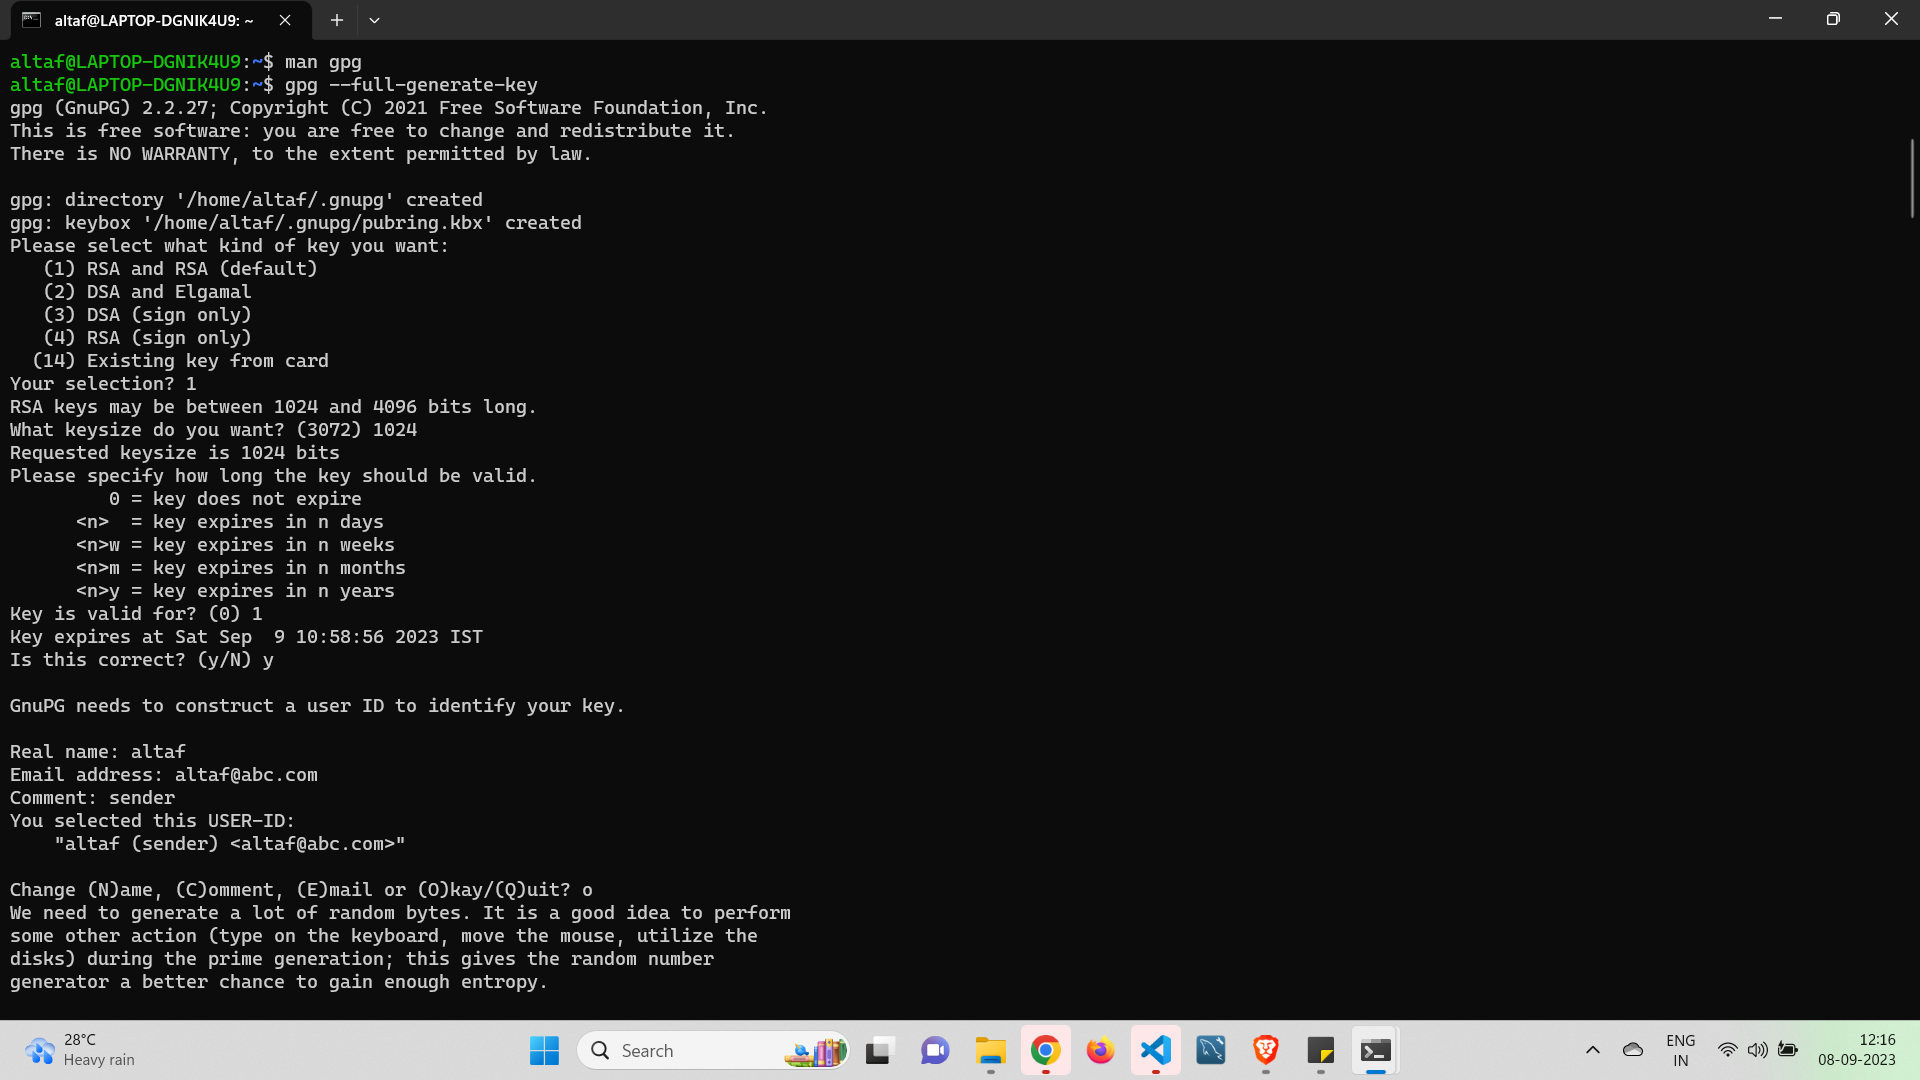 altaf@LAPTOP-DGNIK4U9: ~
altaf@LAPTOP-DGNIK4U9:~$ man gpg
altaf@LAPTOP-DGNIK4U9:~$ gpg --full-generate-key
gpg (GnuPG) 2.2.27; Copyright (C) 2021 Free Software Foundation, Inc.
This is free software: you are free to change and redistribute it.
There is NO WARRANTY, to the extent permitted by law.
gpg: directory '/home/altaf/.gnupg' created
gpg: keybox '/home/altaf/.gnupg/pubring.kbx' created
Please select what kind of key you want:
   (1) RSA and RSA (default)
   (2) DSA and Elgamal
   (3) DSA (sign only)
   (4) RSA (sign only)
  (14) Existing key from card
Your selection? 1
RSA keys may be between 1024 and 4096 bits long.
What keysize do you want? (3072) 1024
Requested keysize is 1024 bits
Please specify how long the key should be valid.
         0 = key does not expire
      <n>  = key expires in n days
      <n>w = key expires in n weeks
      <n>m = key expires in n months
      <n>y = key expires in n years
Key is valid for? (0) 1
Key expires at Sat Sep  9 10:58:56 2023 IST
Is this correct? (y/N) y
GnuPG needs to construct a user ID to identify your key.
Real name: altaf
Email address: altaf@abc.com
Comment: sender
You selected this USER-ID:
    "altaf (sender) <altaf@abc.com>"
Change (N)ame, (C)omment, (E)mail or (O)kay/(Q)uit? o
We need to generate a lot of random bytes. It is a good idea to perform
some other action (type on the keyboard, move the mouse, utilize the
disks) during the prime generation; this gives the random number
generator a better chance to gain enough entropy.
28°C
Heavy rain
Search
ENG
IN
12:16
08-09-2023